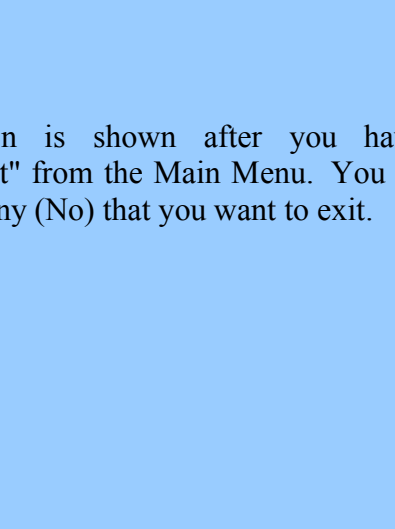 n is shown after you ha
t" from the Main Menu. You
ny (No) that you want to exit.